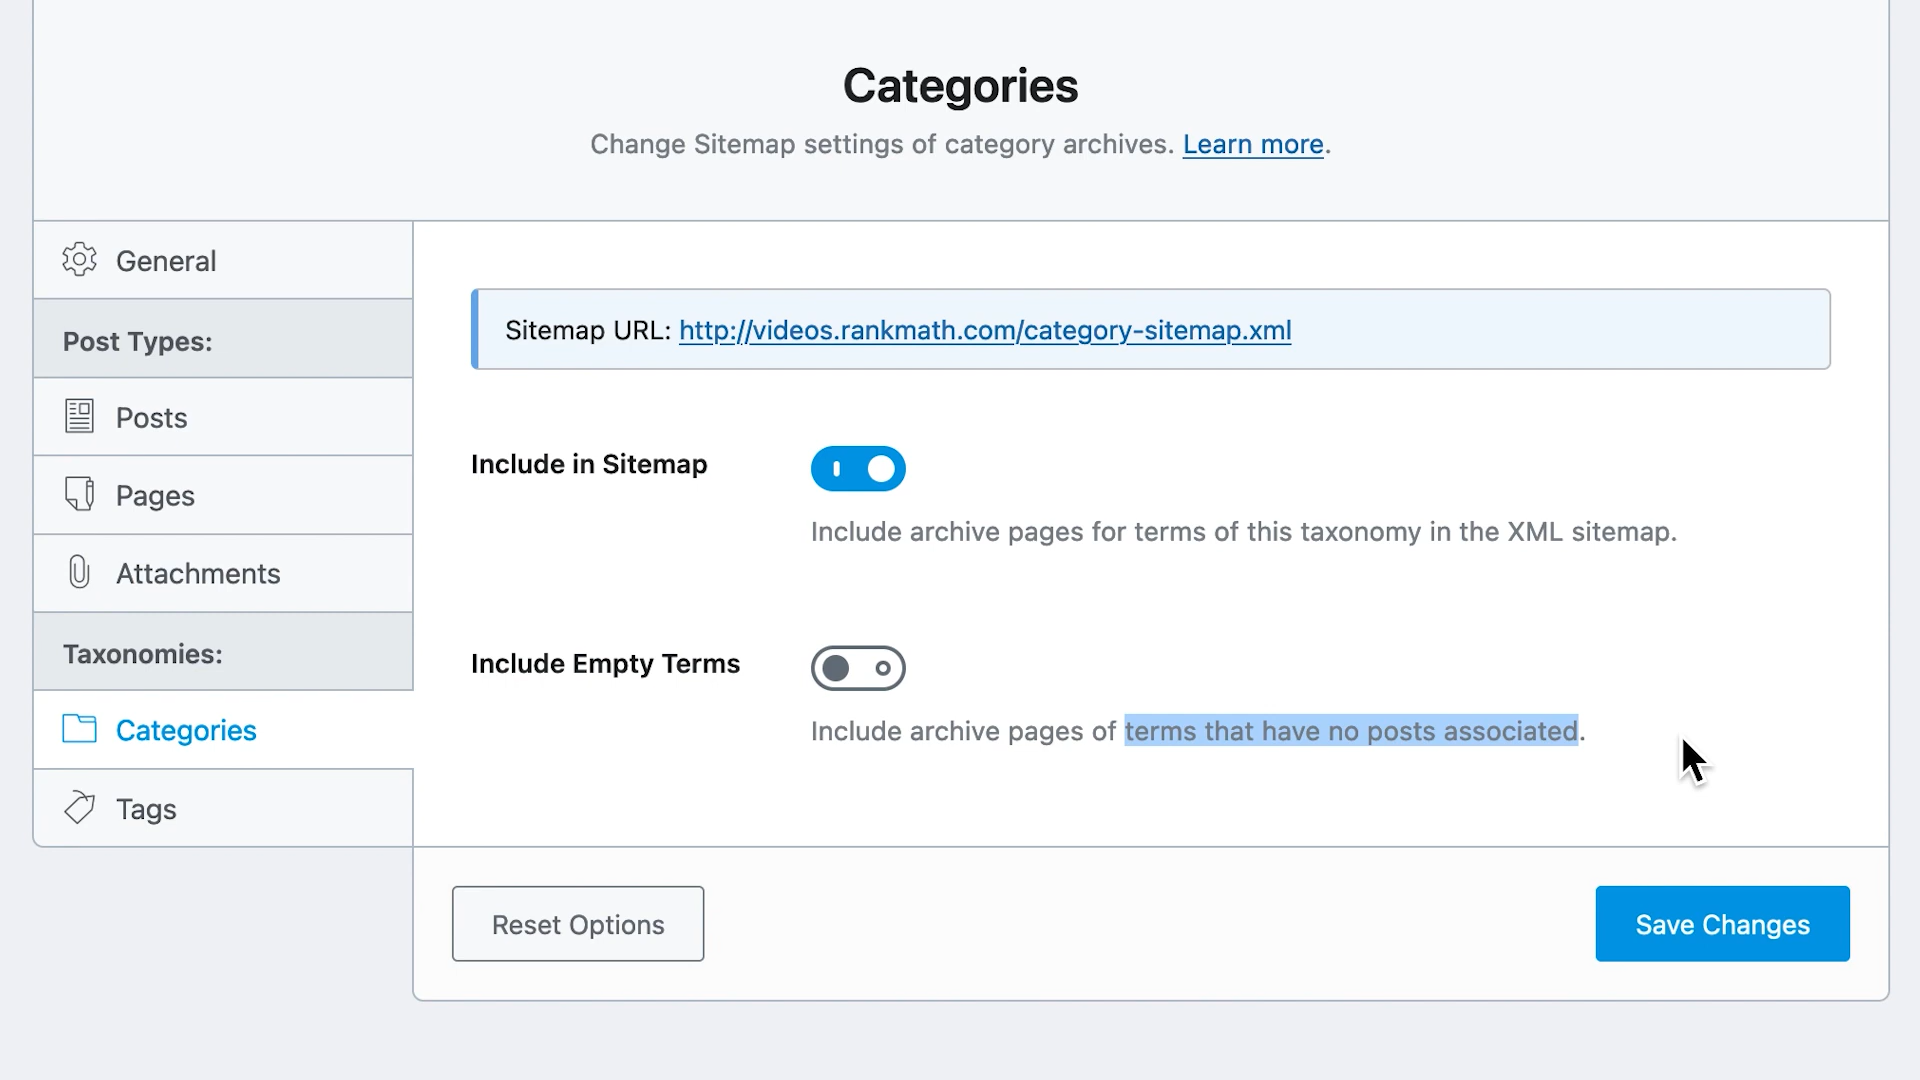 Categories
Change Sitemap settings of category archives. Learn more.
General
Post Types:
Posts
Pages
Attachments
Taxonomies:
Categories
Tags
Sitemap URL: http://videos.rankmath.com/category-sitemap.xml
Include in Sitemap
Include archive pages for terms of this taxonomy in the XML sitemap.
Include Empty Terms
Include archive pages of terms that have no posts associated.
Reset Options
Save Changes